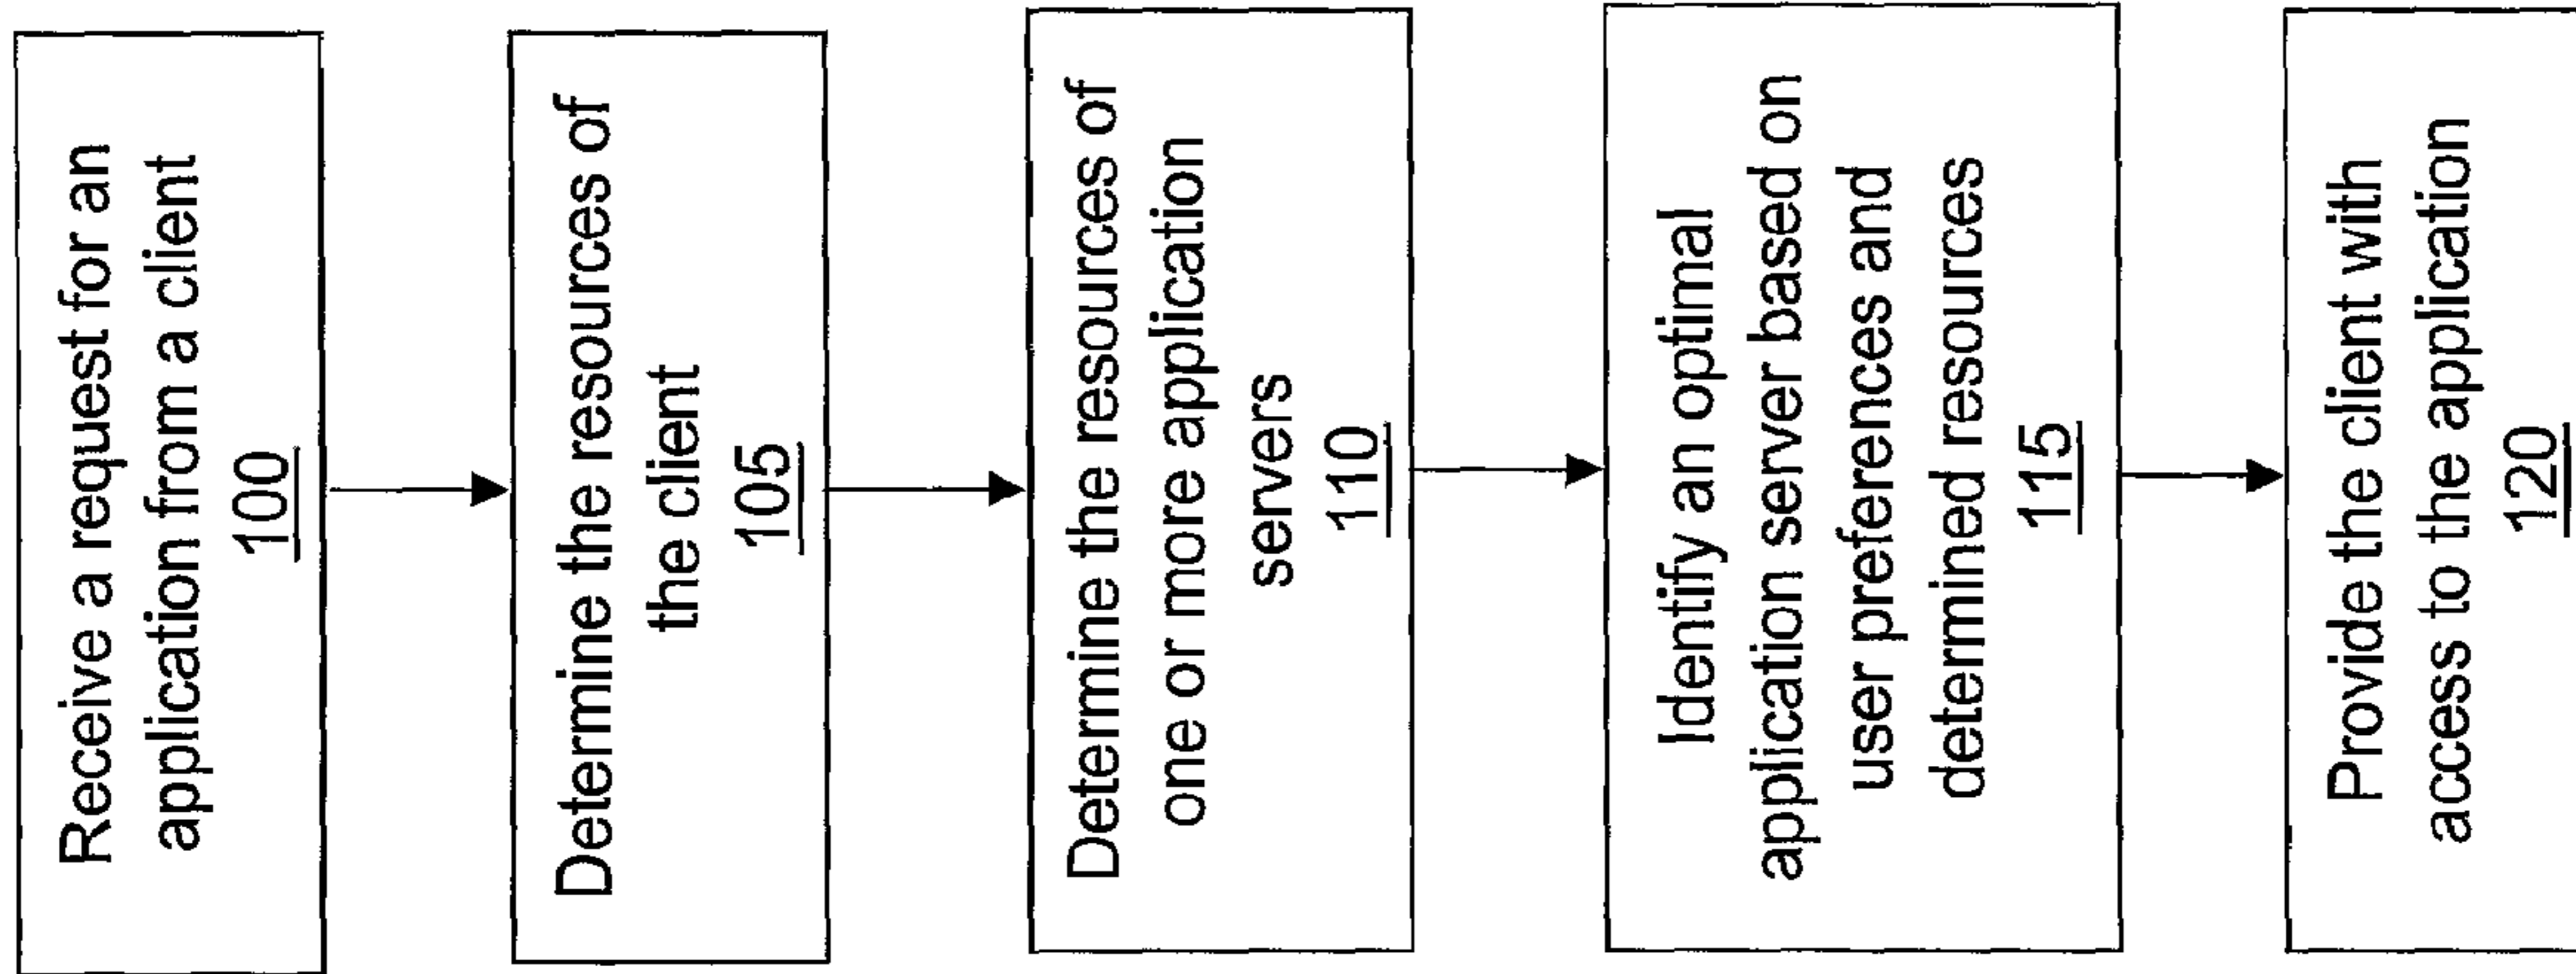 Receive a request for an
application from a client
100
Determine the resources of
the client
105
Determine the resources of
one or more application
servers
110
Identify an optimal
application server based on
user preferences and
determined resources
115
Provide the client with
access to the application
120